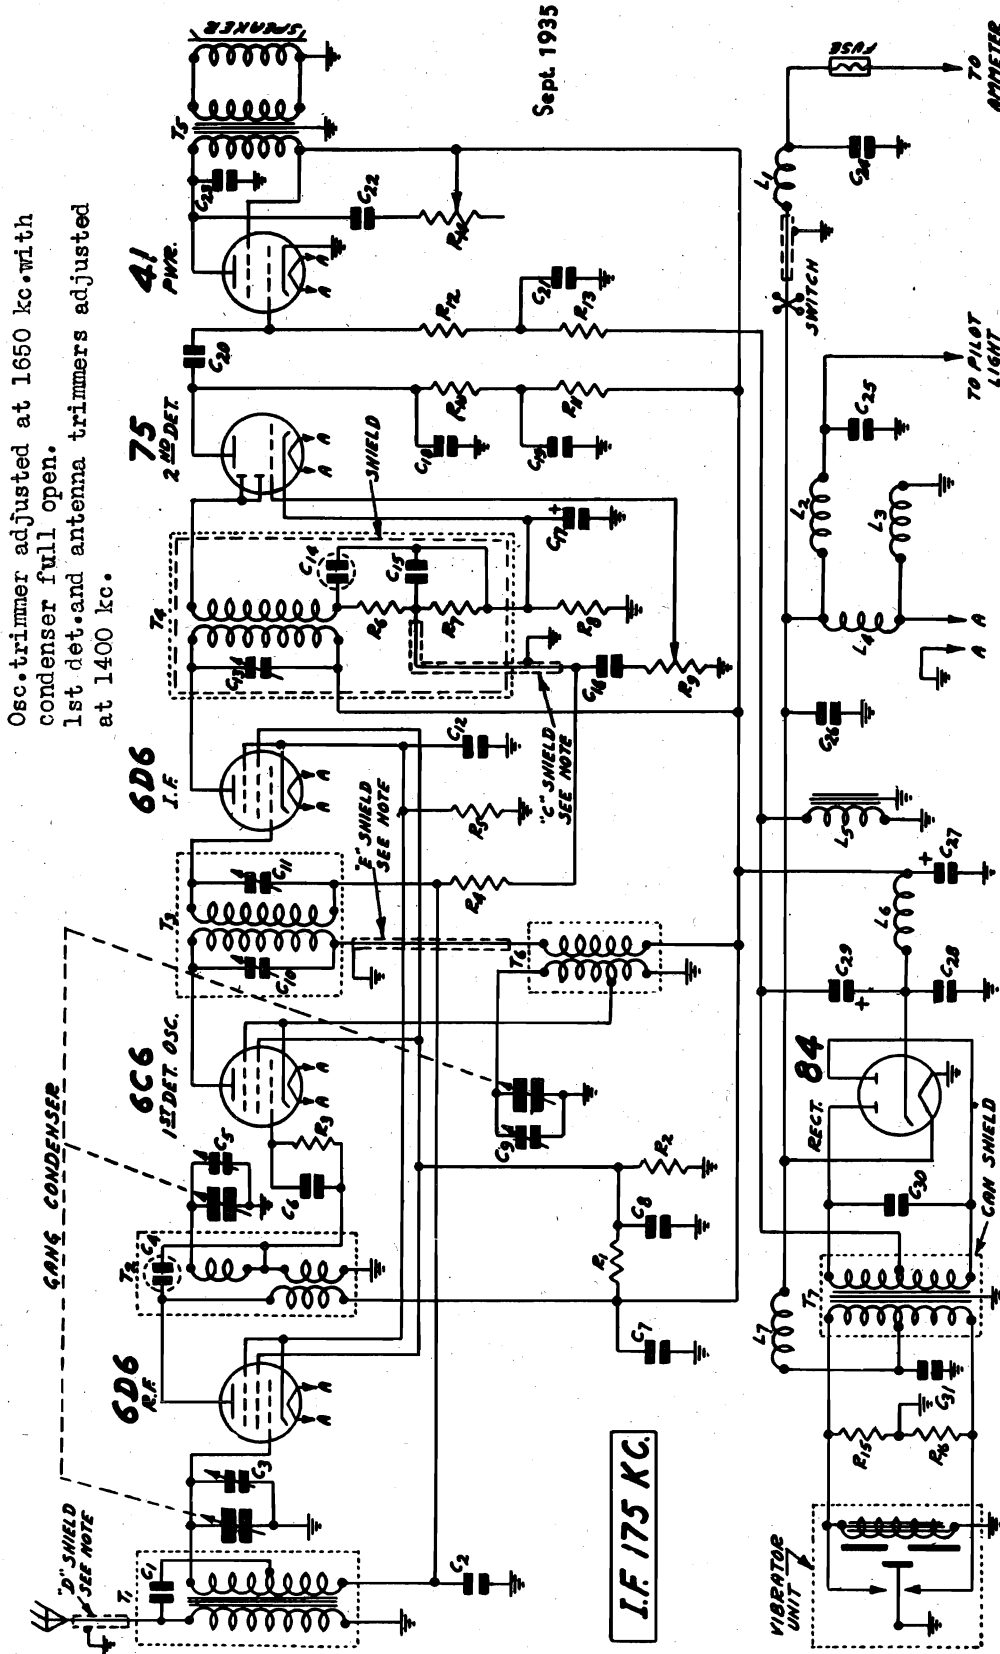 Osc.trimmer adjusted at 1650 kc.with
condenser full open.
1st det.and antenna trimmers adjusted
at 1400 kc.
Sept. 1935
"D" SHIELD
SEE NOTE
GANG CONDENSER
6D6
R.F.
6C6
1ST DET. OSC.
6D6
I.F.
75
2ND DET.
41
PWR.
SPEAKER
T1
C1
C2
C3
T2
C4
C5
C6
R3
T3
C10
C11
T4
C13
C14
C15
R6
R7
R8
R9
C16
C17
SHIELD
"C" SHIELD
SEE NOTE
"E" SHIELD
SEE NOTE
R4
R5
C12
T6
C9
R1
R2
C7
C8
C18
R10
C19
R11
C20
R12
C21
R13
C22
R14
C23
T5
A A
A A
A A
A A
A A
I.F. 175 KC.
VIBRATOR
UNIT
R15
R16
C31
L7
T7
CAN SHIELD
C30
RECT. 84
C29
C28
L6
C27
L5
C26
A A
L4
L3
L2
C25
TO PILOT
LIGHT
SWITCH
L1
C24
FUSE
TO
AMMETER